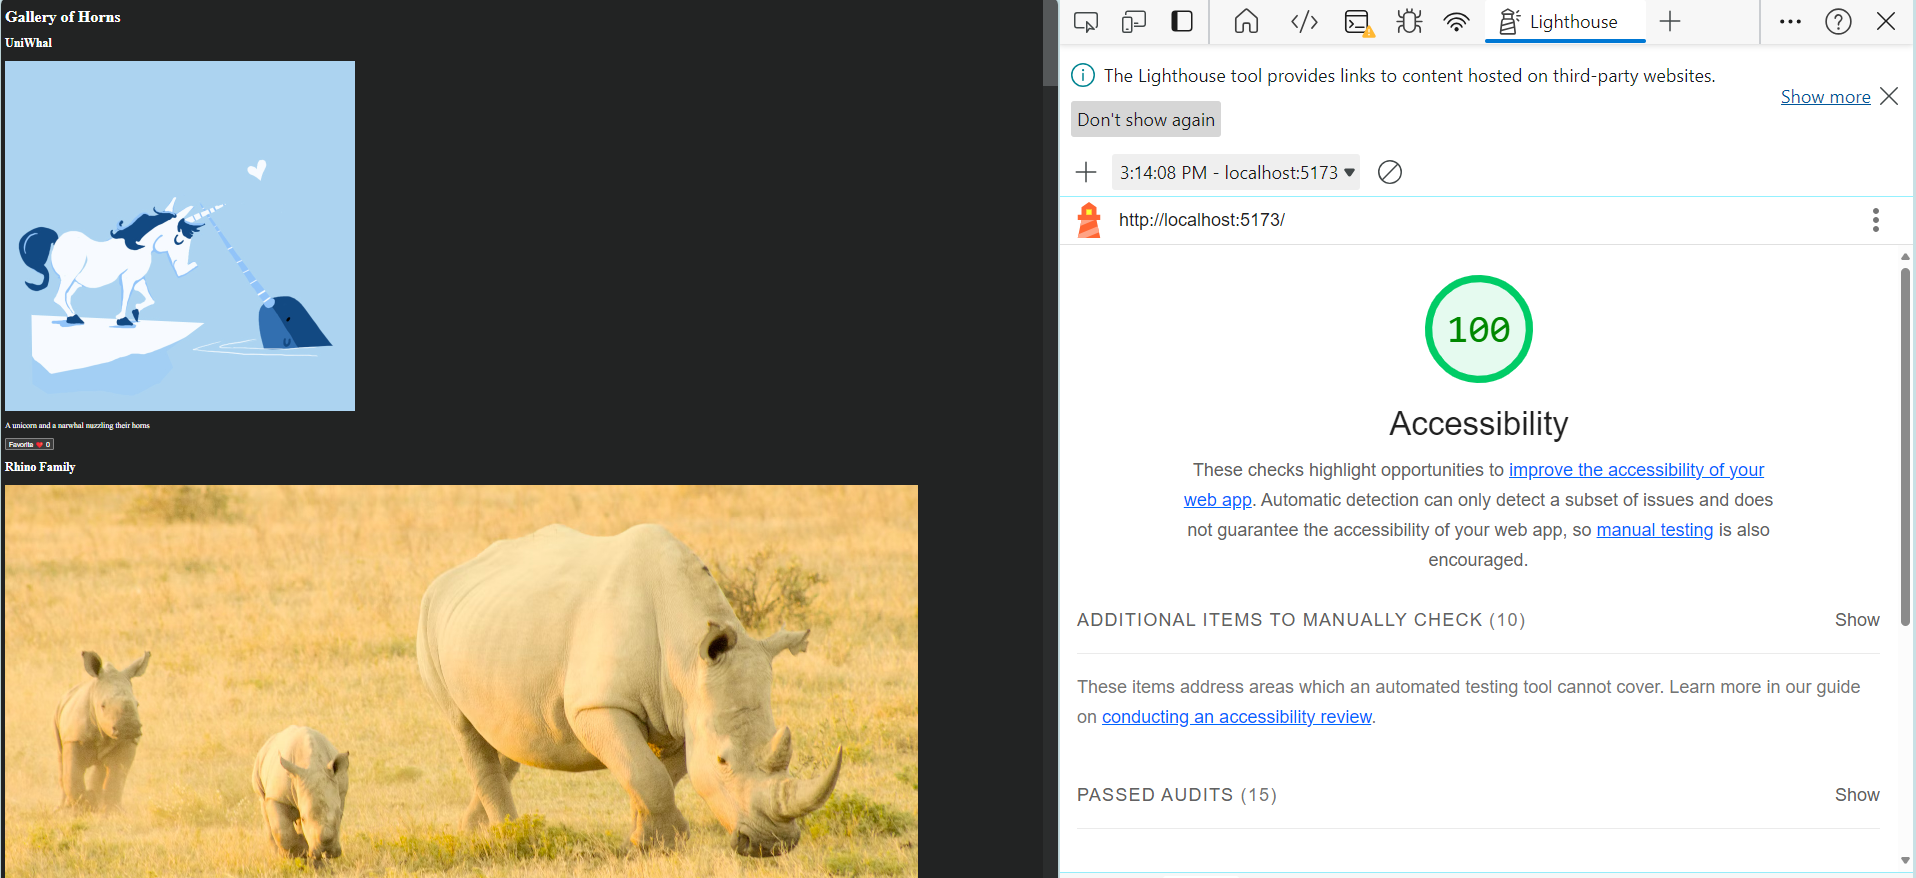 Gallery of Horns
UniWhal
A unicorn and a narwhal nuzzling their horns
Favorite ❤️ 0
Rhino Family
Lighthouse
The Lighthouse tool provides links to content hosted on third-party websites.
Show more
Don't show again
3:14:08 PM - localhost:5173
http://localhost:5173/
100
Accessibility
These checks highlight opportunities to improve the accessibility of your
web app. Automatic detection can only detect a subset of issues and does
not guarantee the accessibility of your web app, so manual testing is also
encouraged.
ADDITIONAL ITEMS TO MANUALLY CHECK (10)
Show
These items address areas which an automated testing tool cannot cover. Learn more in our guide
on conducting an accessibility review.
PASSED AUDITS (15)
Show